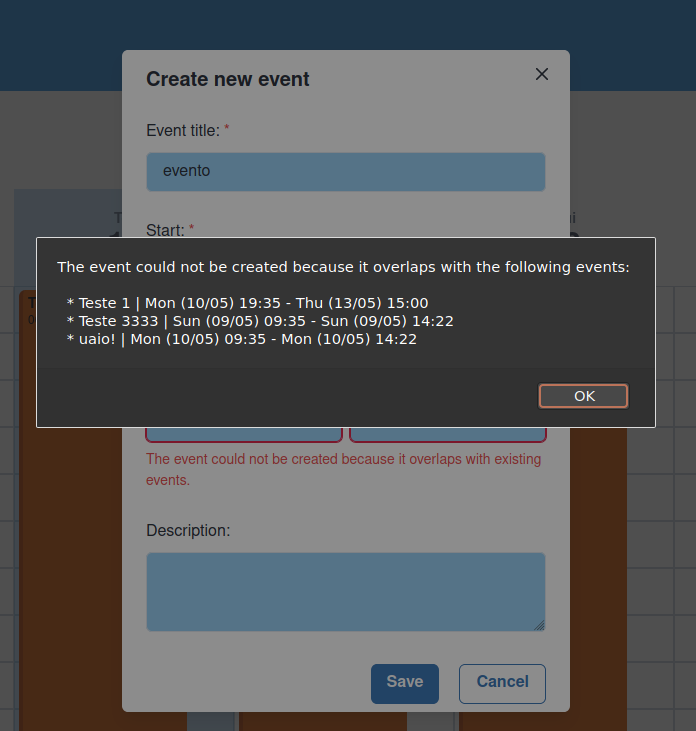 Create new event
Event title: *
evento
Start: *
The event could not be created because it overlaps with the following events:
* Teste 1 | Mon (10/05) 19:35 - Thu (13/05) 15:00
* Teste 3333 | Sun (09/05) 09:35 - Sun (09/05) 14:22
* uaio! | Mon (10/05) 09:35 - Mon (10/05) 14:22
OK
The event could not be created because it overlaps with existing
events.
Description:
Save Cancel